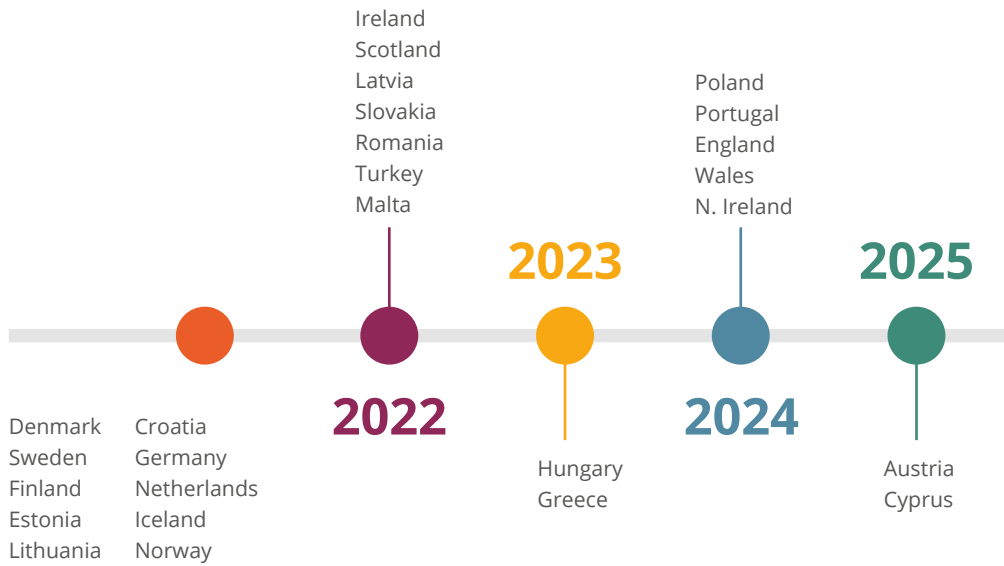 Denmark
Sweden
Finland
Estonia
Lithuania
Croatia
Germany
Netherlands
Iceland
Norway
Ireland
Scotland
Latvia
Slovakia
Romania
Turkey
Malta
2022
2023
Hungary
Greece
Poland
Portugal
England
Wales
N. Ireland
2024
2025
Austria
Cyprus